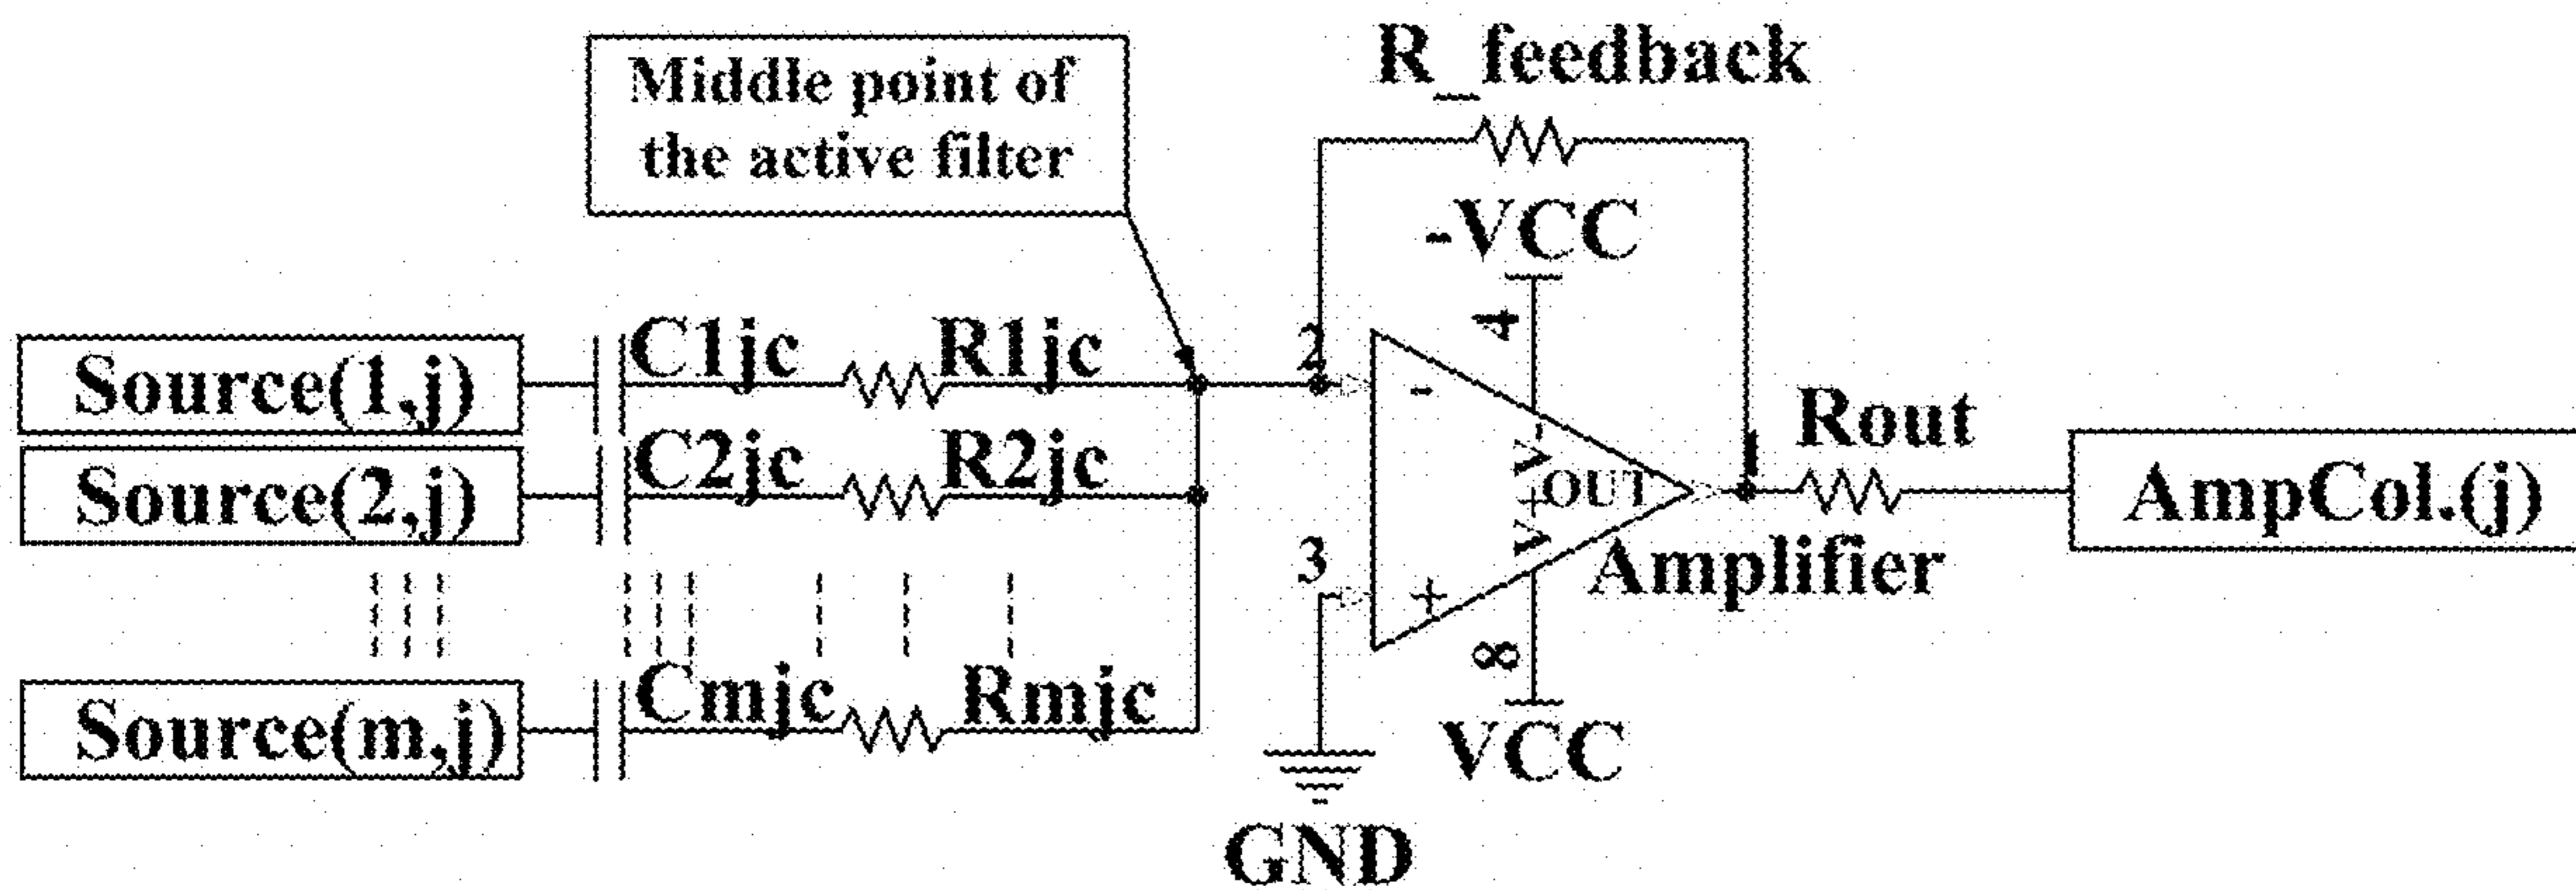 R_feedback
Middle point of
the active filter
-VCC
4
Source(1,j)
C1jc
R1jc
2
-
Source(2,j)
C2jc
R2jc
V-
V+
OUT
1
Rout
AmpCol.(j)
3
+
Amplifier
8
Source(m,j)
Cmjc
Rmjc
VCC
GND